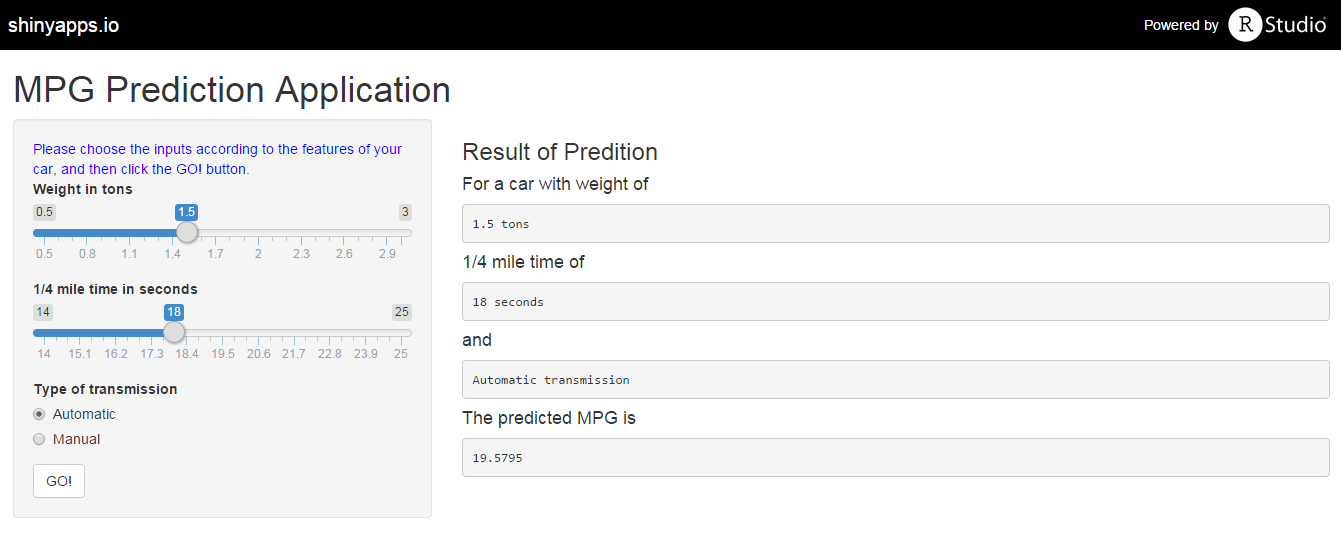 shinyapps.io
Powered by R Studio
MPG Prediction Application
Please choose the inputs according to the features of your
car, and then click the GO! button.
Weight in tons
0.5 1.5 3
0.5 0.8 1.1 1.4 1.7 2 2.3 2.6 2.9
1/4 mile time in seconds
14 18 25
14 15.1 16.2 17.3 18.4 19.5 20.6 21.7 22.8 23.9 25
Type of transmission
Automatic
Manual
GO!
Result of Predition
For a car with weight of
1.5 tons
1/4 mile time of
18 seconds
and
Automatic transmission
The predicted MPG is
19.5795